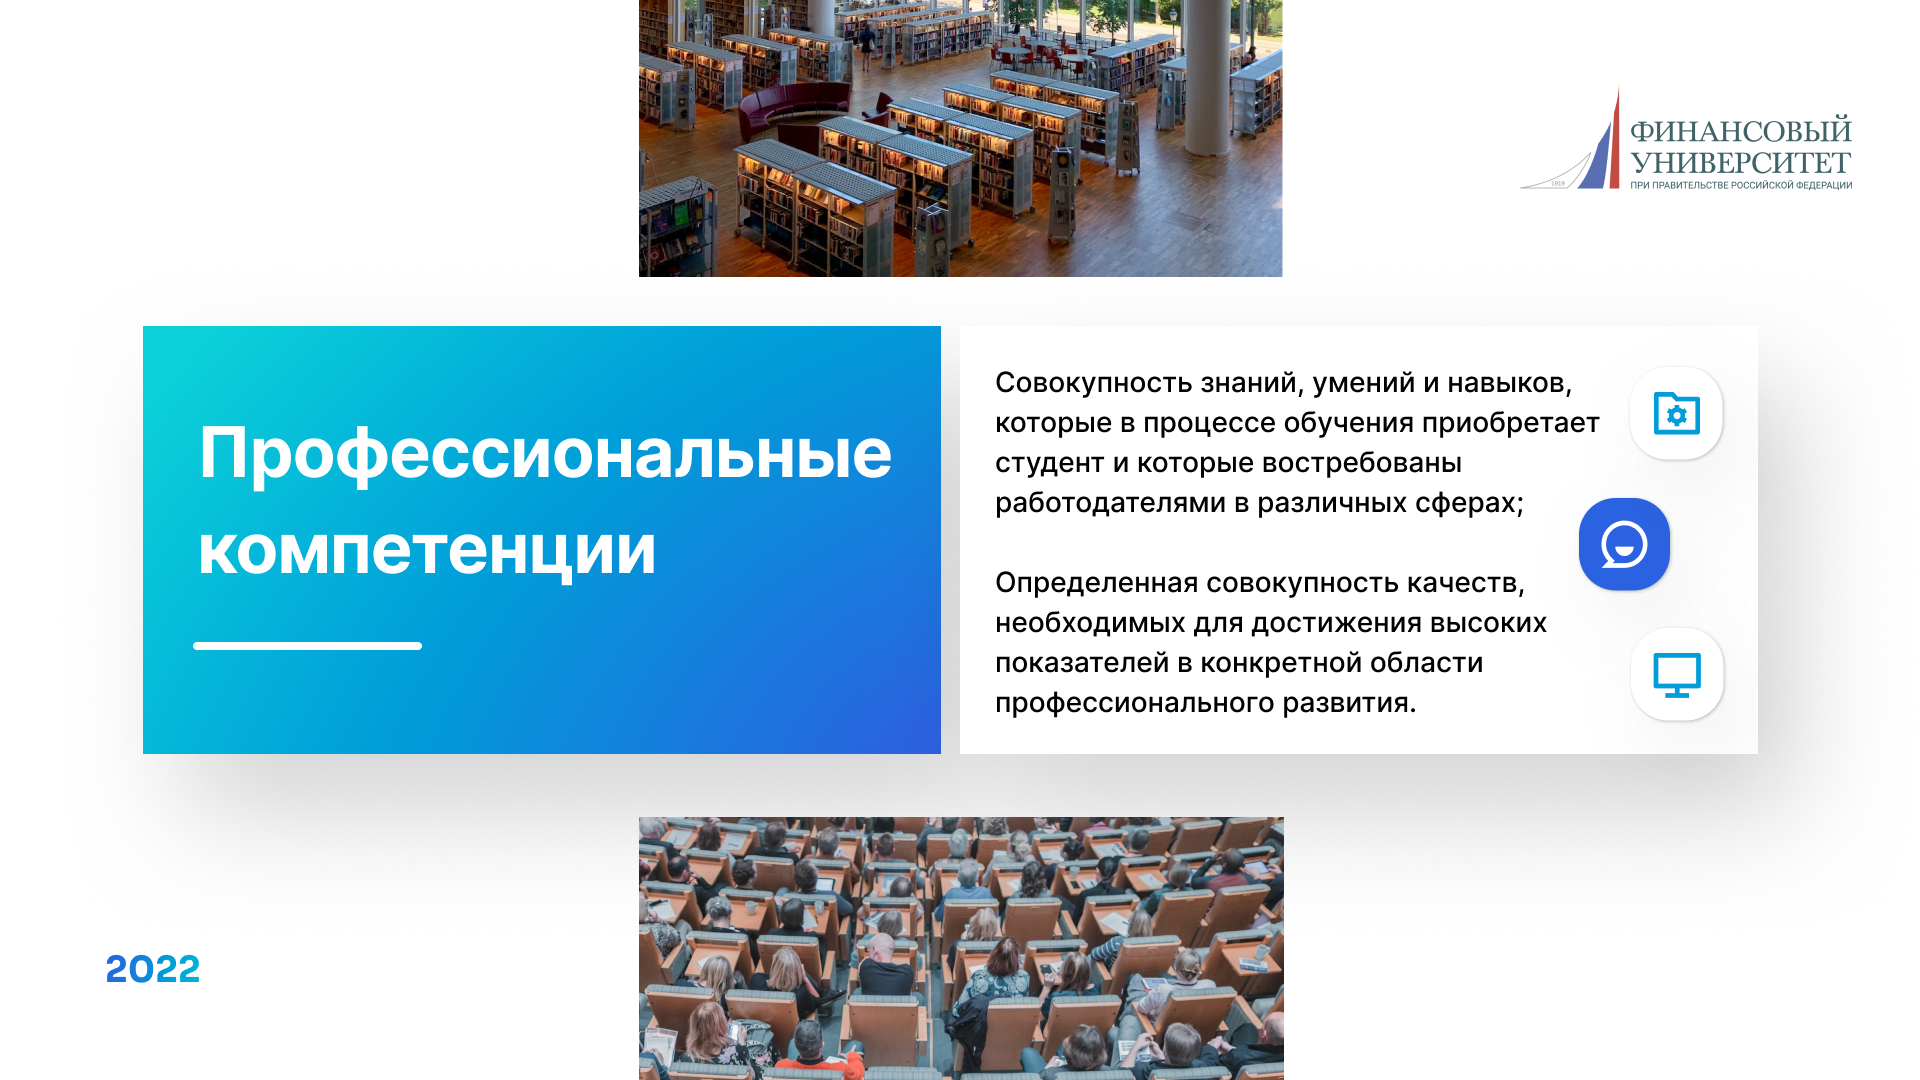 1919
ФИНАНСОВЫЙ
УНИВЕРСИТЕТ
ПРИ ПРАВИТЕЛЬСТВЕ РОССИЙСКОЙ ФЕДЕРАЦИИ
Профессиональные
компетенции
Совокупность знаний, умений и навыков,
которые в процессе обучения приобретает
студент и которые востребованы
работодателями в различных сферах;
Определенная совокупность качеств,
необходимых для достижения высоких
показателей в конкретной области
профессионального развития.
2022